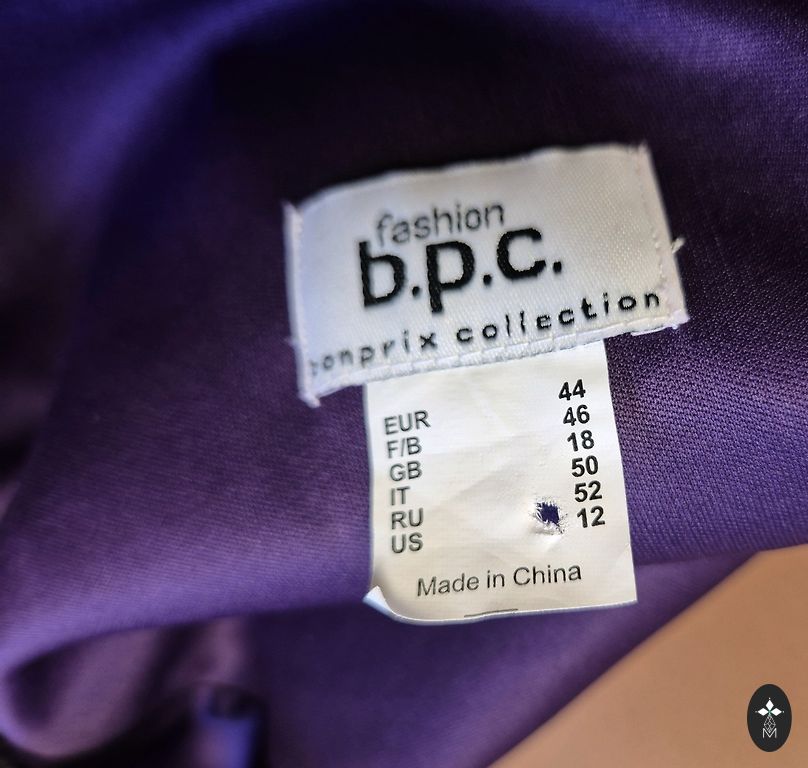 fashion
b.p.c.
bonprix collection
EUR 44
F/B 46
GB 18
IT 50
RU 52
US 12
Made in China
M